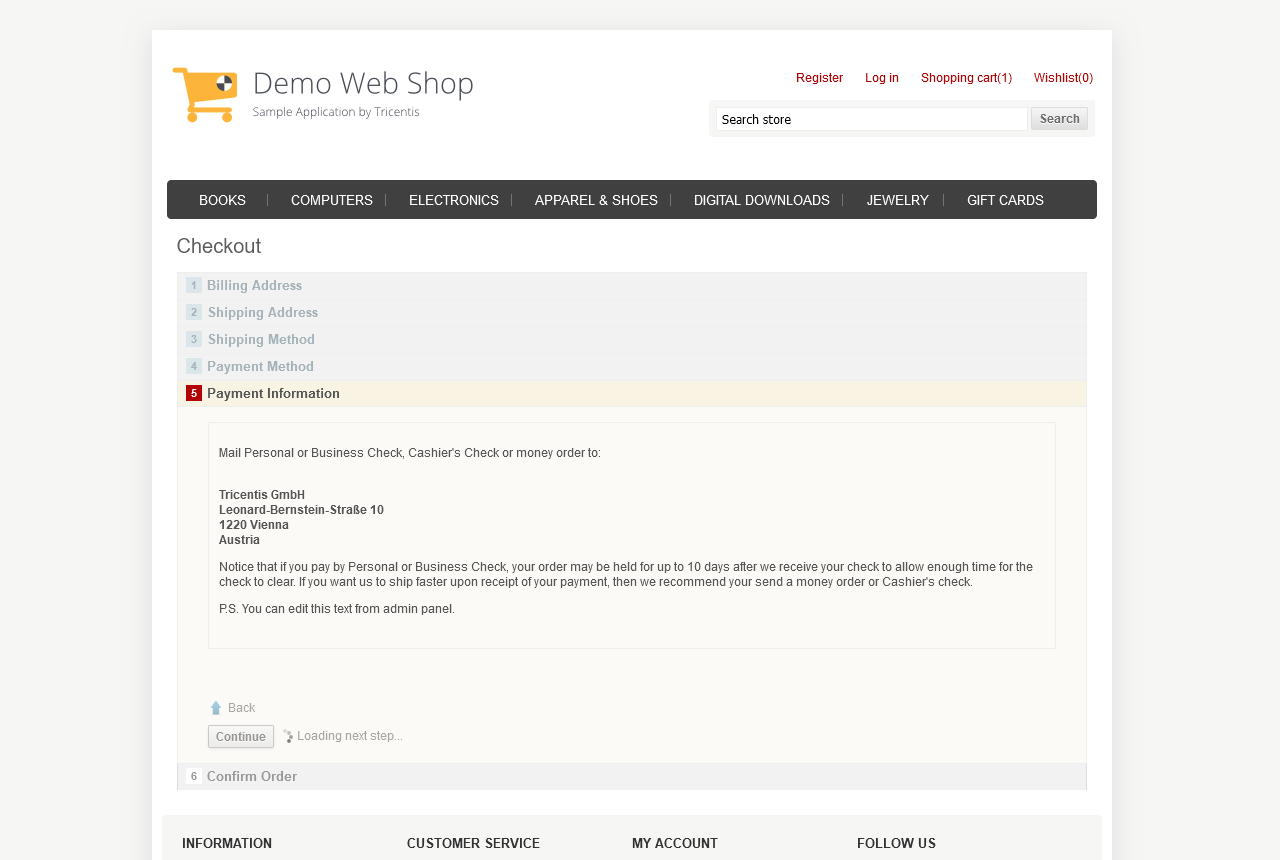 Demo Web Shop
Sample Application by Tricentis
Register Log in Shopping cart(1) Wishlist(0)
Search store Search
BOOKS COMPUTERS ELECTRONICS APPAREL & SHOES DIGITAL DOWNLOADS JEWELRY GIFT CARDS
Checkout
1 Billing Address
2 Shipping Address
3 Shipping Method
4 Payment Method
5 Payment Information
Mail Personal or Business Check, Cashier's Check or money order to:
Tricentis GmbH
Leonard-Bernstein-Straße 10
1220 Vienna
Austria
Notice that if you pay by Personal or Business Check, your order may be held for up to 10 days after we receive your check to allow enough time for the
check to clear. If you want us to ship faster upon receipt of your payment, then we recommend your send a money order or Cashier's check.
P.S. You can edit this text from admin panel.
Back
Continue Loading next step...
6 Confirm Order
INFORMATION CUSTOMER SERVICE MY ACCOUNT FOLLOW US